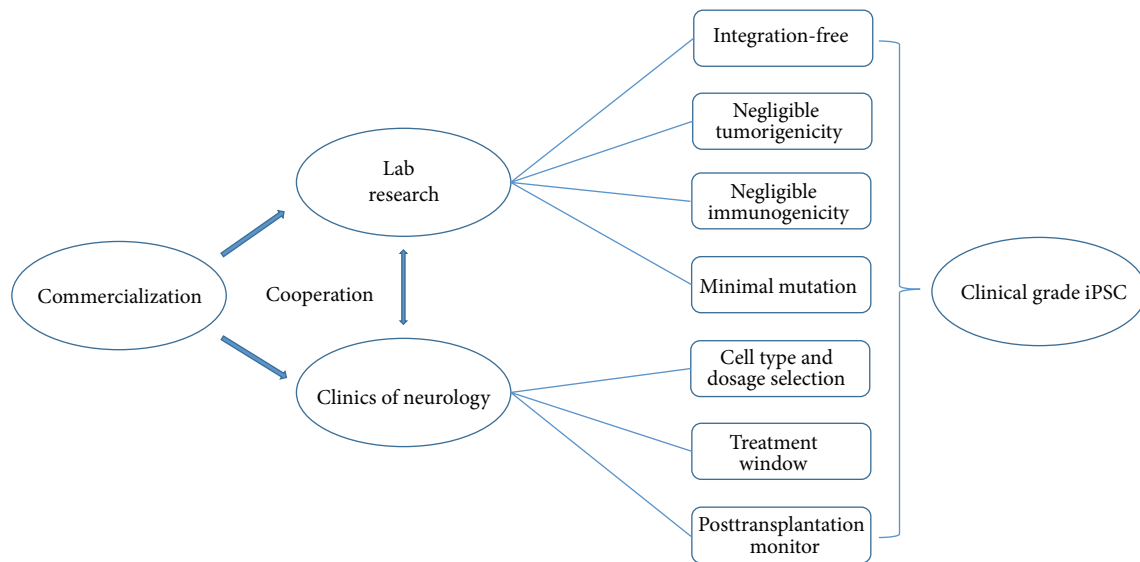 Integration-free
Negligible
tumorigenicity
Lab
research
Negligible
immunogenicity
Commercialization
Cooperation
Minimal mutation
Clinical grade iPSC
Clinics of neurology
Cell type and
dosage selection
Treatment
window
Posttransplantation
monitor